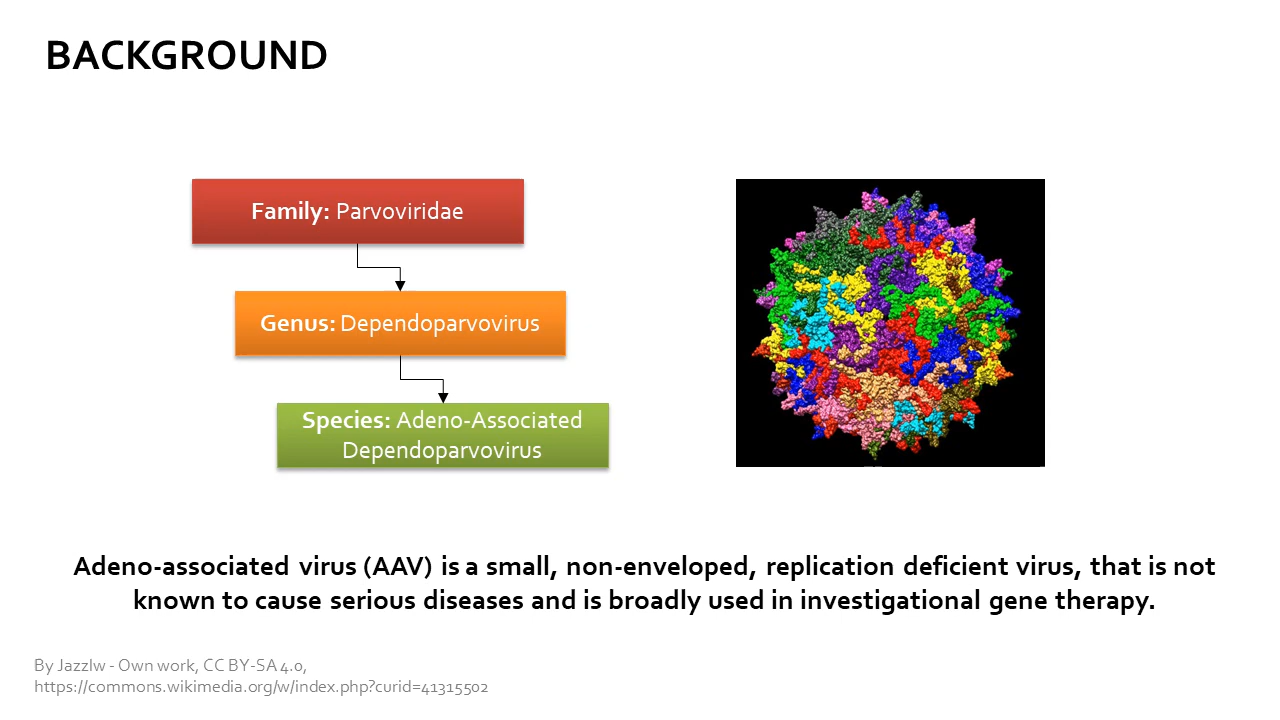 BACKGROUND
Family: Parvoviridae
Genus: Dependoparvovirus
Species: Adeno-Associated
Dependoparvovirus
Adeno-associated virus (AAV) is a small, non-enveloped, replication deficient virus, that is not
known to cause serious diseases and is broadly used in investigational gene therapy.
By Jazzlw - Own work, CC BY-SA 4.0,
https://commons.wikimedia.org/w/index.php?curid=41315502